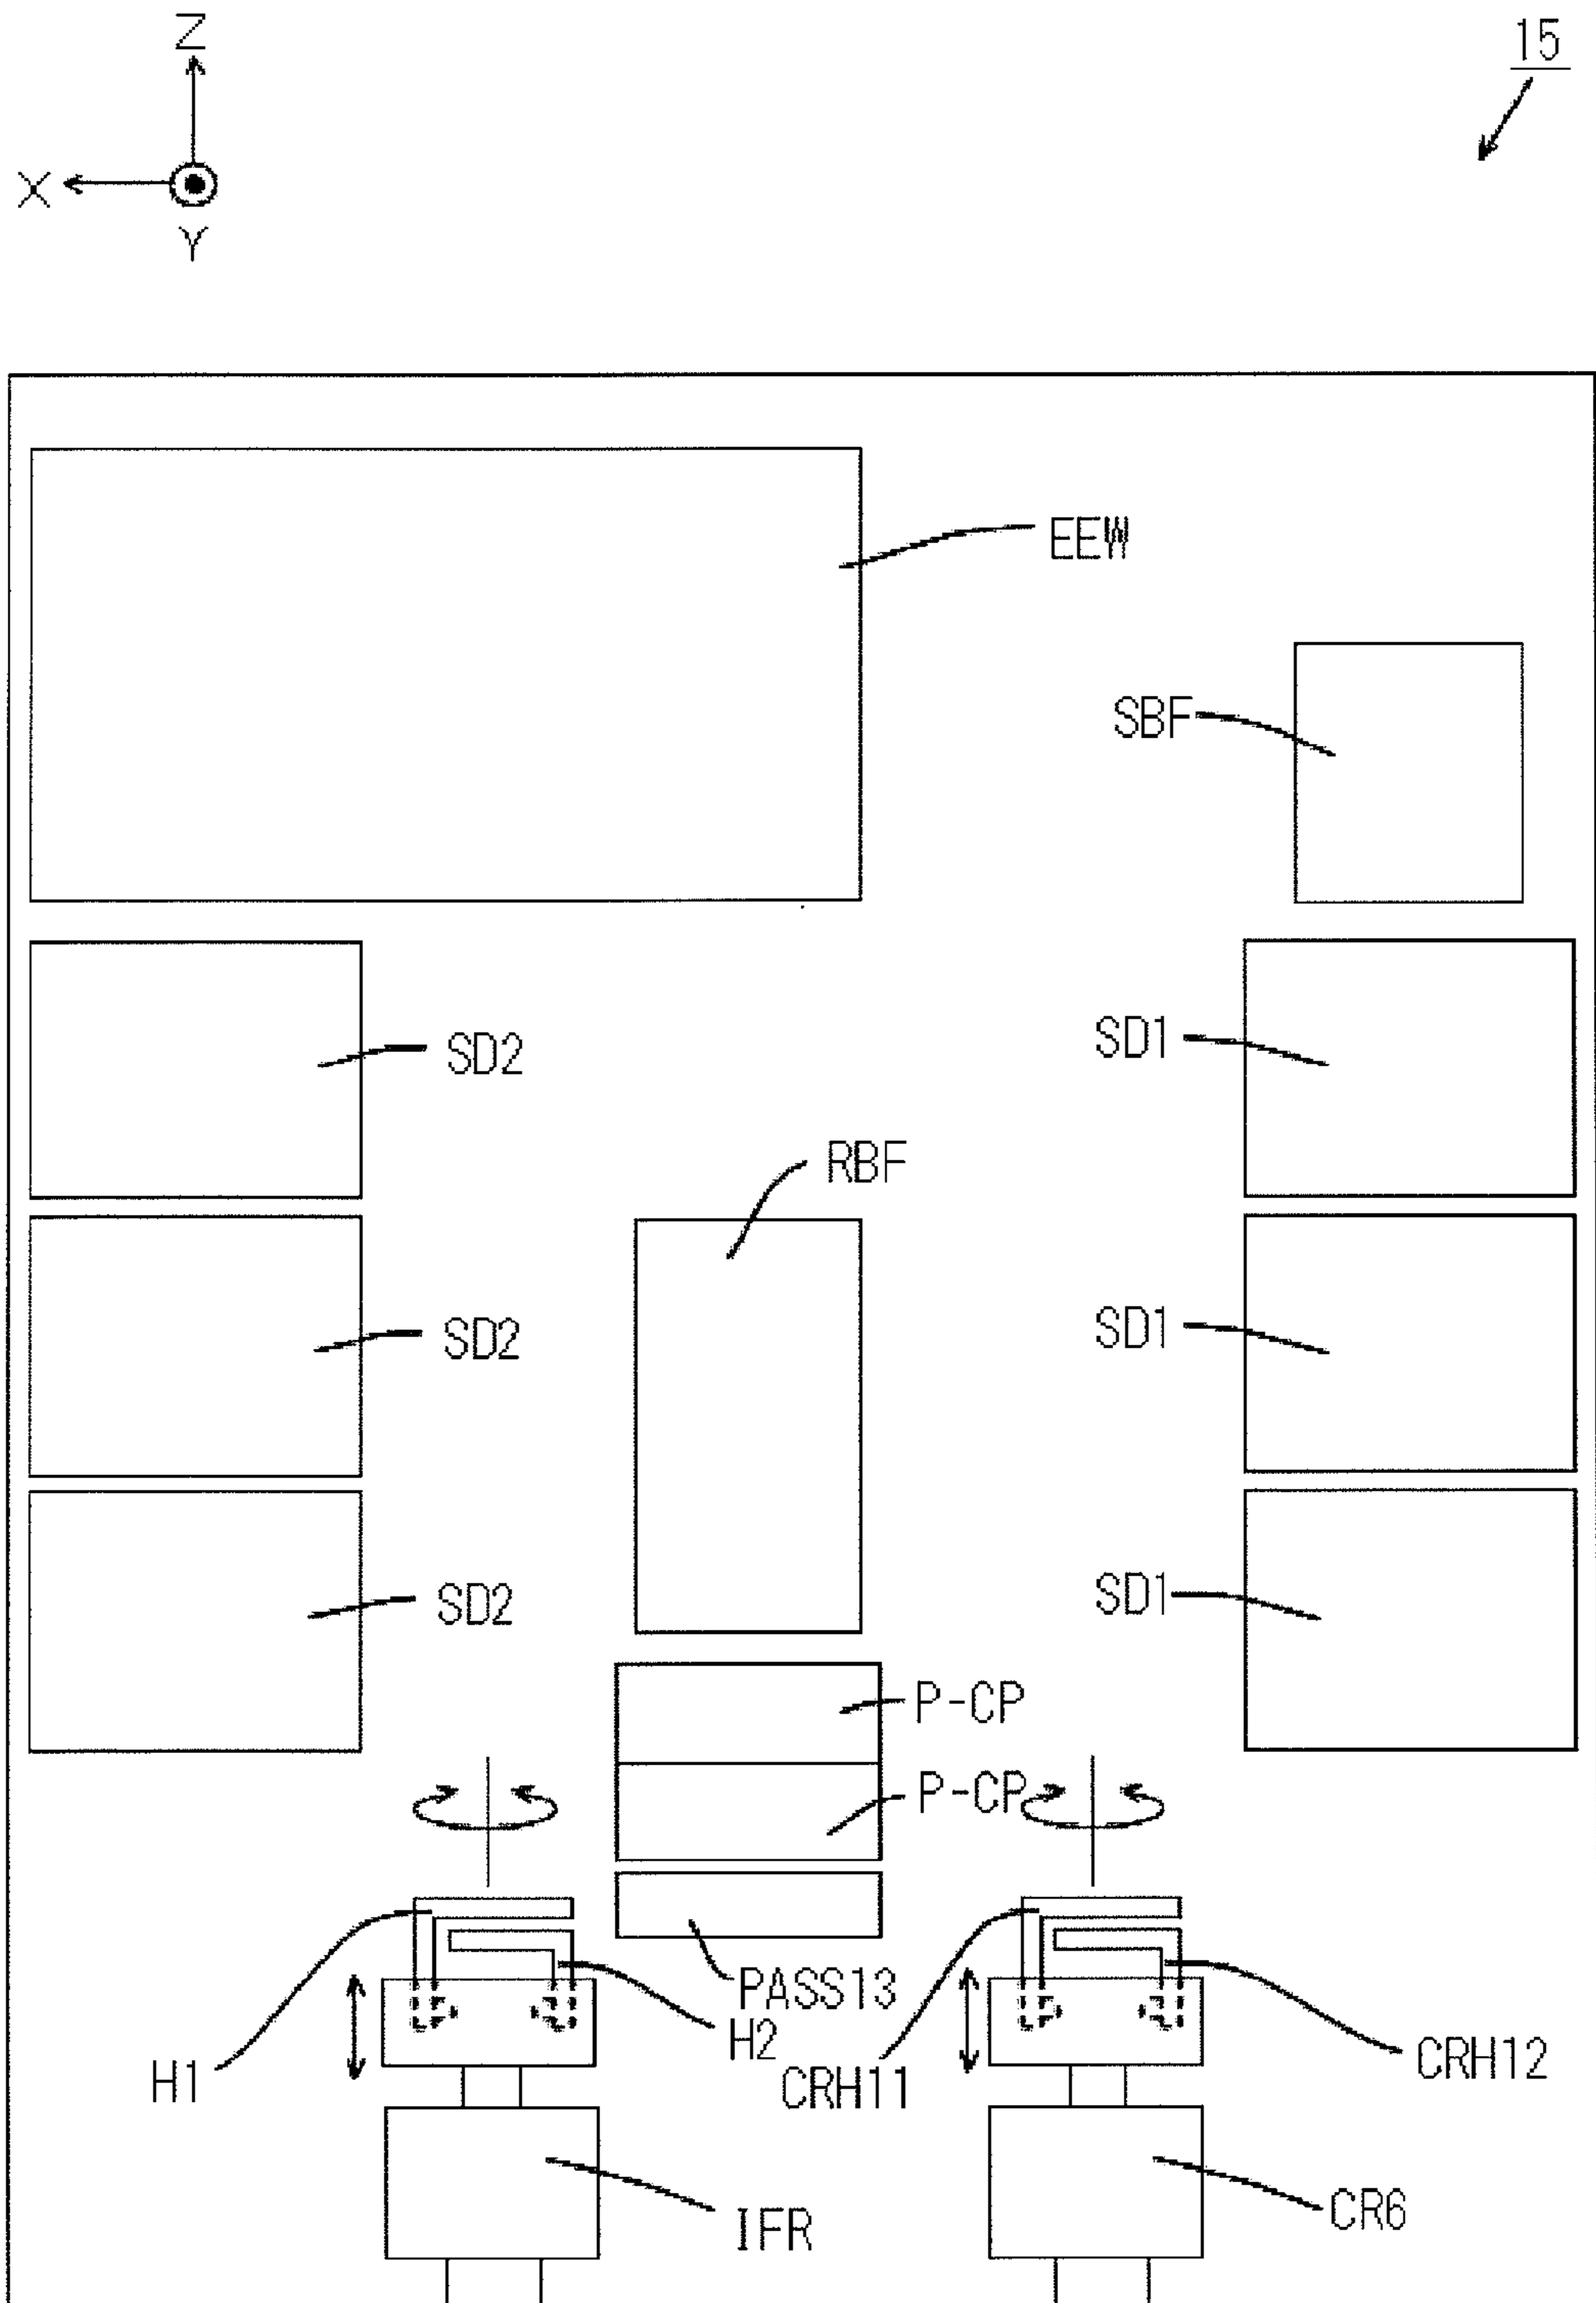 Z
15
X
Y
EEW
SBF
SD2
SD1
RBF
SD2
SD1
SD2
SD1
P-CP
P-CP
PASS13
H2
H1
CRH11
CRH12
IFR
CR6